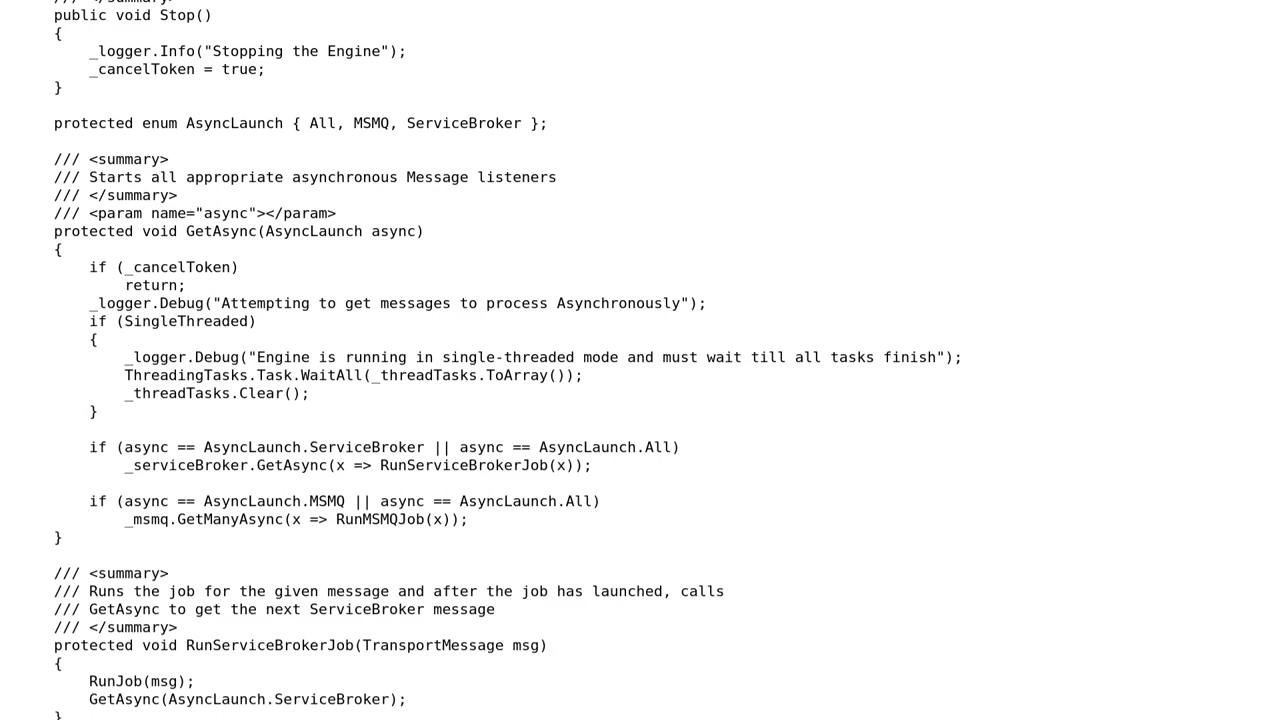 /// </summary>
public void Stop()
{
    _logger.Info("Stopping the Engine");
    _cancelToken = true;
}

protected enum AsyncLaunch { All, MSMQ, ServiceBroker };

/// <summary>
/// Starts all appropriate asynchronous Message listeners
/// </summary>
/// <param name="async"></param>
protected void GetAsync(AsyncLaunch async)
{
    if (_cancelToken)
        return;
    _logger.Debug("Attempting to get messages to process Asynchronously");
    if (SingleThreaded)
    {
        _logger.Debug("Engine is running in single-threaded mode and must wait till all tasks finish");
        ThreadingTasks.Task.WaitAll(_threadTasks.ToArray());
        _threadTasks.Clear();
    }

    if (async == AsyncLaunch.ServiceBroker || async == AsyncLaunch.All)
        _serviceBroker.GetAsync(x => RunServiceBrokerJob(x));

    if (async == AsyncLaunch.MSMQ || async == AsyncLaunch.All)
        _msmq.GetManyAsync(x => RunMSMQJob(x));
}

/// <summary>
/// Runs the job for the given message and after the job has launched, calls
/// GetAsync to get the next ServiceBroker message
/// </summary>
protected void RunServiceBrokerJob(TransportMessage msg)
{
    RunJob(msg);
    GetAsync(AsyncLaunch.ServiceBroker);
}